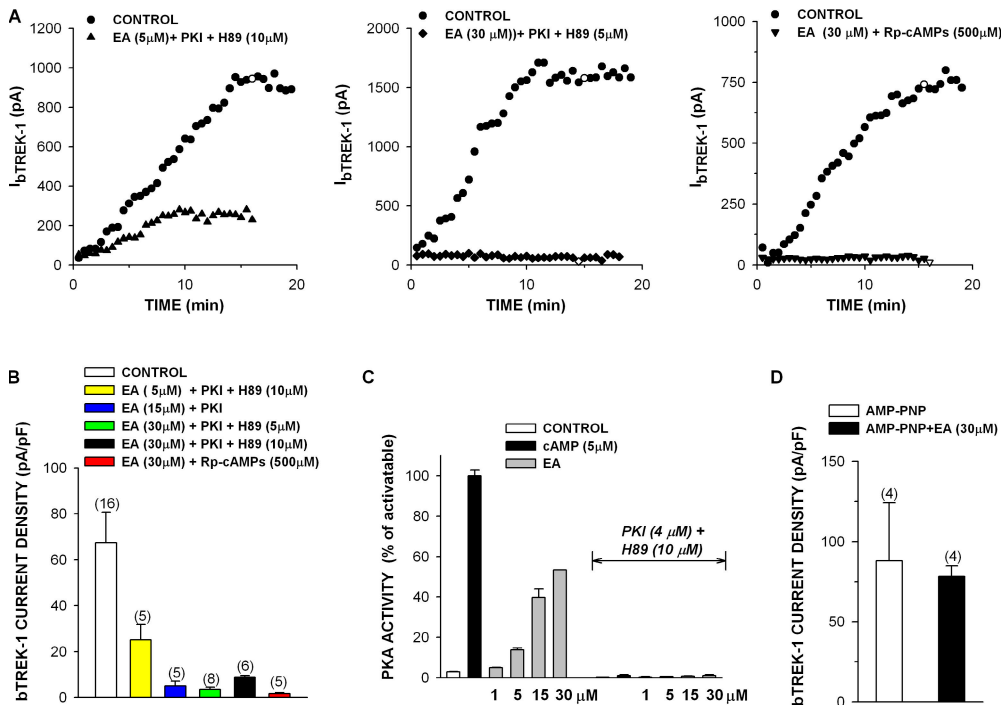 A
CONTROL
EA (5µM)+ PKI + H89 (10µM)
1200
1000
800
600
400
200
0
I bTREK-1 (pA)
0
10
20
TIME (min)
CONTROL
EA (30 µM))+ PKI + H89 (5µM)
2000
1500
1000
500
0
I bTREK-1 (pA)
0
10
20
TIME (min)
CONTROL
EA (30 µM) + Rp-cAMPs (500µM)
1000
750
500
250
0
I bTREK-1 (pA)
0
10
20
TIME (min)
B
CONTROL
EA ( 5µM) + PKI + H89 (10µM)
EA (15µM) + PKI
EA (30µM) + PKI + H89 (5µM)
EA (30µM) + PKI + H89 (10µM)
EA (30µM) + Rp-cAMPs (500µM)
bTREK-1 CURRENT DENSITY (pA/pF)
100
80
60
40
20
0
(16)
(5)
(5)
(8)
(6)
(5)
C
CONTROL
cAMP (5µM)
EA
PKA ACTIVITY (% of activatable)
100
80
60
40
20
0
PKI (4 µM) +
H89 (10 µM)
1 5 15 30 µM 1 5 15 30 µM
D
AMP-PNP
AMP-PNP+EA (30µM)
bTREK-1 CURRENT DENSITY (pA/pF)
150
100
50
0
(4)
(4)